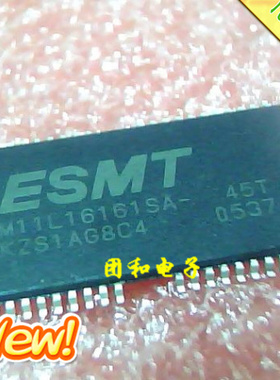 ESMT
M11L16161SA-
45T
KZS1AG8C4
0537
团和电子
New!